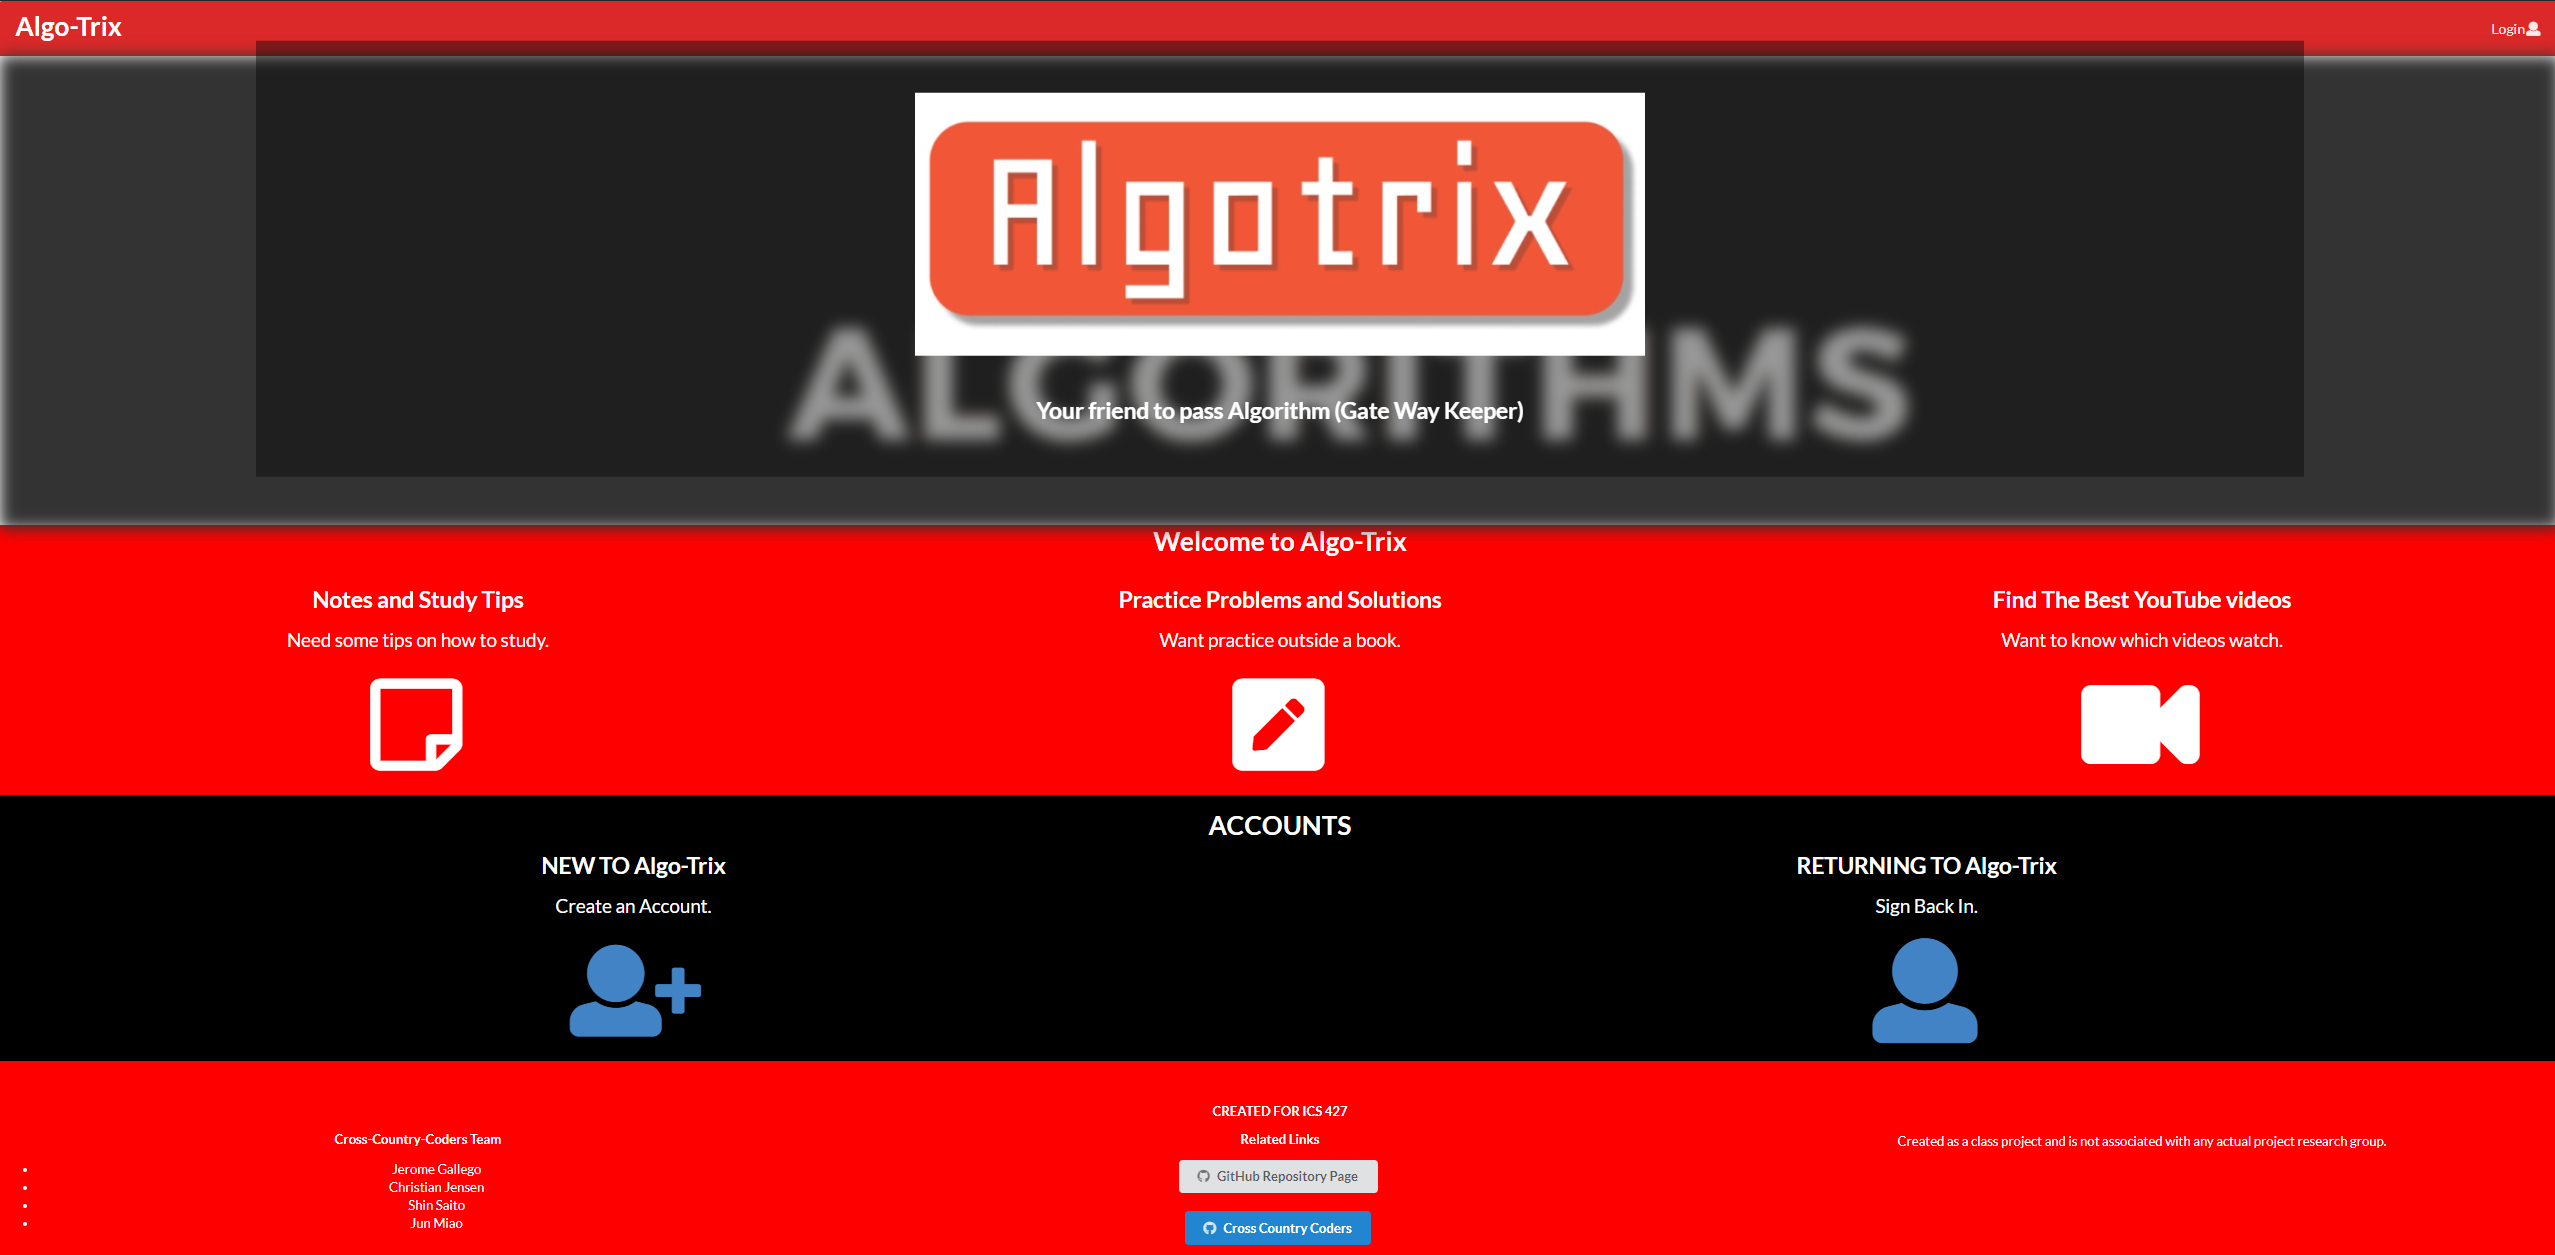 Algo-Trix
Login
Algotrix
ALGORITHMS
Your friend to pass Algorithm (Gate Way Keeper)
Welcome to Algo-Trix
Notes and Study Tips
Need some tips on how to study.
Practice Problems and Solutions
Want practice outside a book.
Find The Best YouTube videos
Want to know which videos watch.
ACCOUNTS
NEW TO Algo-Trix
Create an Account.
RETURNING TO Algo-Trix
Sign Back In.
CREATED FOR ICS 427
Cross-Country-Coders Team
Jerome Gallego
Christian Jensen
Shin Saito
Jun Miao
Related Links
GitHub Repository Page
Cross Country Coders
Created as a class project and is not associated with any actual project research group.